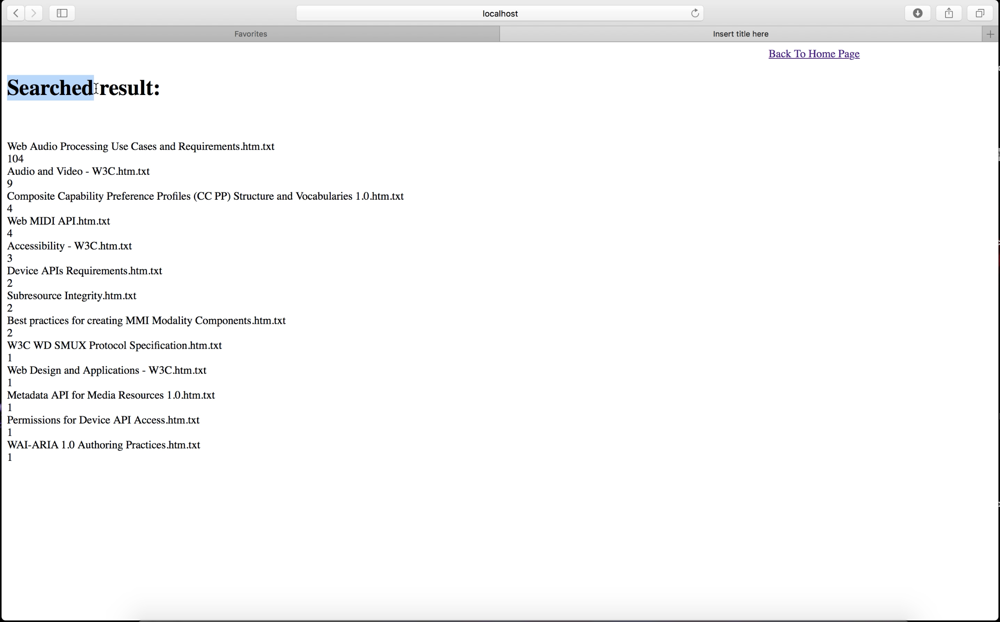 localhost
Favorites
Insert title here
Back To Home Page
Searched result:
Web Audio Processing Use Cases and Requirements.htm.txt
104
Audio and Video - W3C.htm.txt
9
Composite Capability Preference Profiles (CC PP) Structure and Vocabularies 1.0.htm.txt
4
Web MIDI API.htm.txt
4
Accessibility - W3C.htm.txt
3
Device APIs Requirements.htm.txt
2
Subresource Integrity.htm.txt
2
Best practices for creating MMI Modality Components.htm.txt
2
W3C WD SMUX Protocol Specification.htm.txt
1
Web Design and Applications - W3C.htm.txt
1
Metadata API for Media Resources 1.0.htm.txt
1
Permissions for Device API Access.htm.txt
1
WAI-ARIA 1.0 Authoring Practices.htm.txt
1